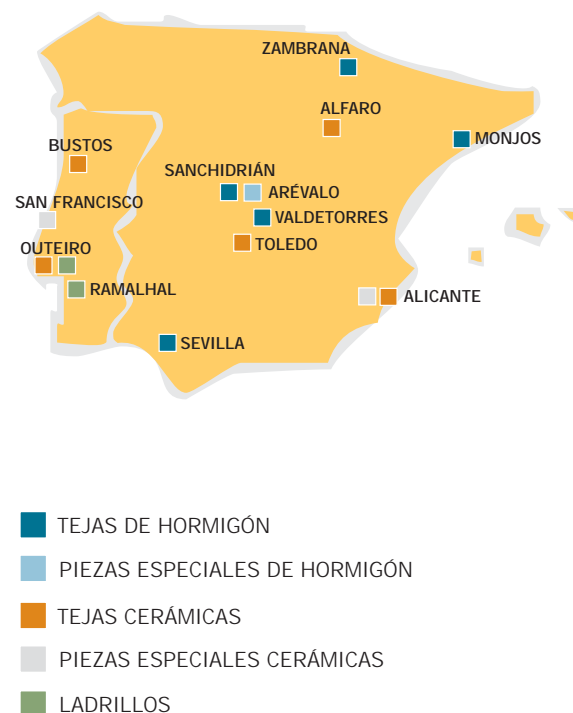 ZAMBRANA
ALFARO
MONJOS
BUSTOS
SANCHIDRIÁN
ARÉVALO
SAN FRANCISCO
VALDETORRES
OUTEIRO
TOLEDO
RAMALHAL
ALICANTE
SEVILLA
TEJAS DE HORMIGÓN
PIEZAS ESPECIALES DE HORMIGÓN
TEJAS CERÁMICAS
PIEZAS ESPECIALES CERÁMICAS
LADRILLOS